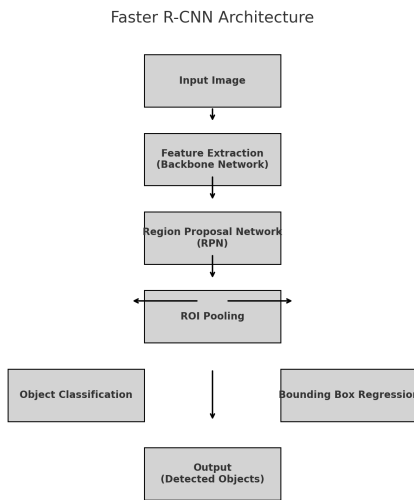 Faster R-CNN Architecture
Input Image
Feature Extraction
(Backbone Network)
Region Proposal Network
(RPN)
ROI Pooling
Object Classification
Bounding Box Regression
Output
(Detected Objects)